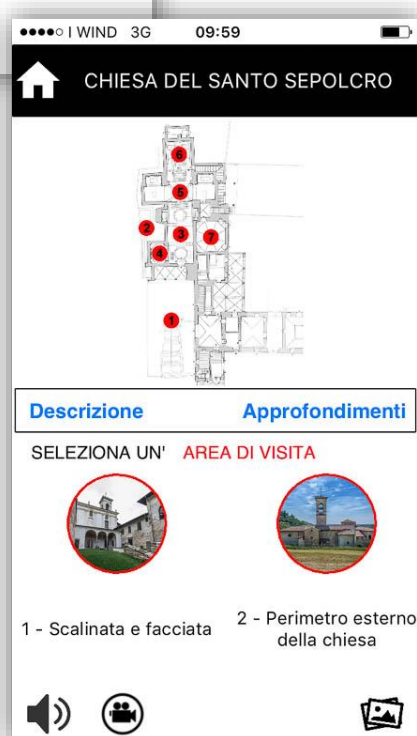 I WIND 3G 09:59
CHIESA DEL SANTO SEPOLCRO
6
5
2
3
7
4
1
Descrizione Approfondimenti
SELEZIONA UN' AREA DI VISITA
1 - Scalinata e facciata
2 - Perimetro esterno
della chiesa